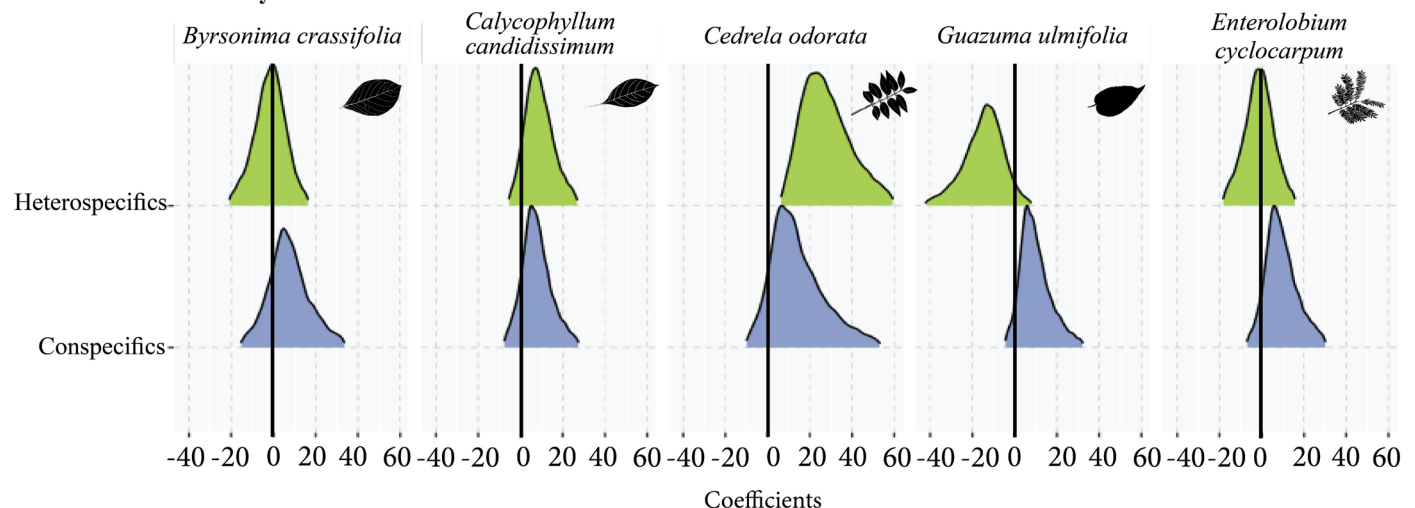 Byrsonima crassifolia
Calycophyllum
candidissimum
Cedrela odorata
Guazuma ulmifolia
Enterolobium
cyclocarpum
Heterospecifics
Conspecifics
-40 -20 0 20 40 60 -40 -20 0 20 40 60 -40 -20 0 20 40 60 -40 -20 0 20 40 60 -40 -20 0 20 40 60
Coefficients